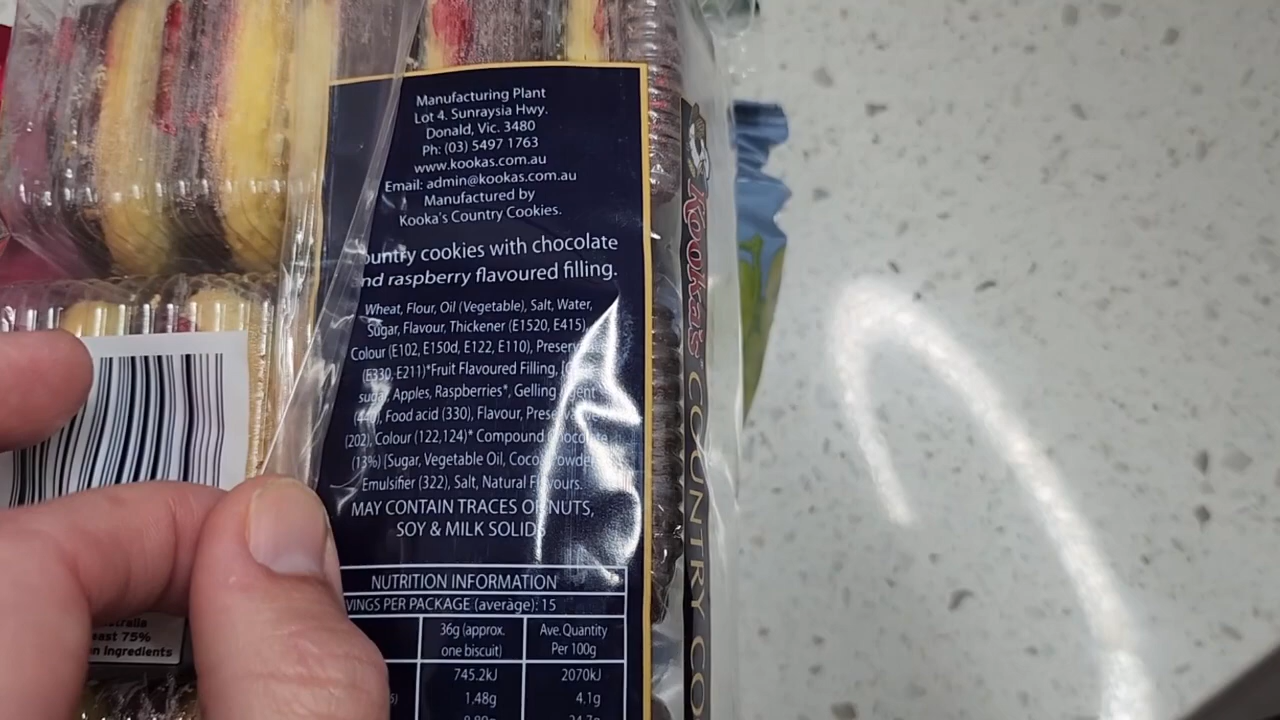 Manufacturing Plant
Lot 4. Sunraysia Hwy.
Donald, Vic. 3480
Ph: (03) 5497 1763
www.kookas.com.au
Email: admin@kookas.com.au
Manufactured by
Kooka's Country Cookies.
ountry cookies with chocolate
nd raspberry flavoured filling.
Wheat, Flour, Oil (Vegetable), Salt, Water,
Sugar, Flavour, Thickener (E1520, E415),
Colour (E102, E150d, E122, E110), Preserv
(E330, E211)*Fruit Flavoured Filling,
sugar, Apples, Raspberries*, Gelling
Food acid (330), Flavour,
(202), Colour (122,124)* Compound
(13%) [Sugar, Vegetable Oil, Cocoa
Emulsifier (322), Salt, Natural Flavours.
MAY CONTAIN TRACES OF NUTS,
SOY & MILK SOLIDS
NUTRITION INFORMATION
VINGS PER PACKAGE (average): 15
36g (approx. one biscuit) Ave. Quantity Per 100g
745.2kJ 2070kJ
1.48g 4.1g
Kooka's COUNTRY CO
stralia
east 75%
n ingredients